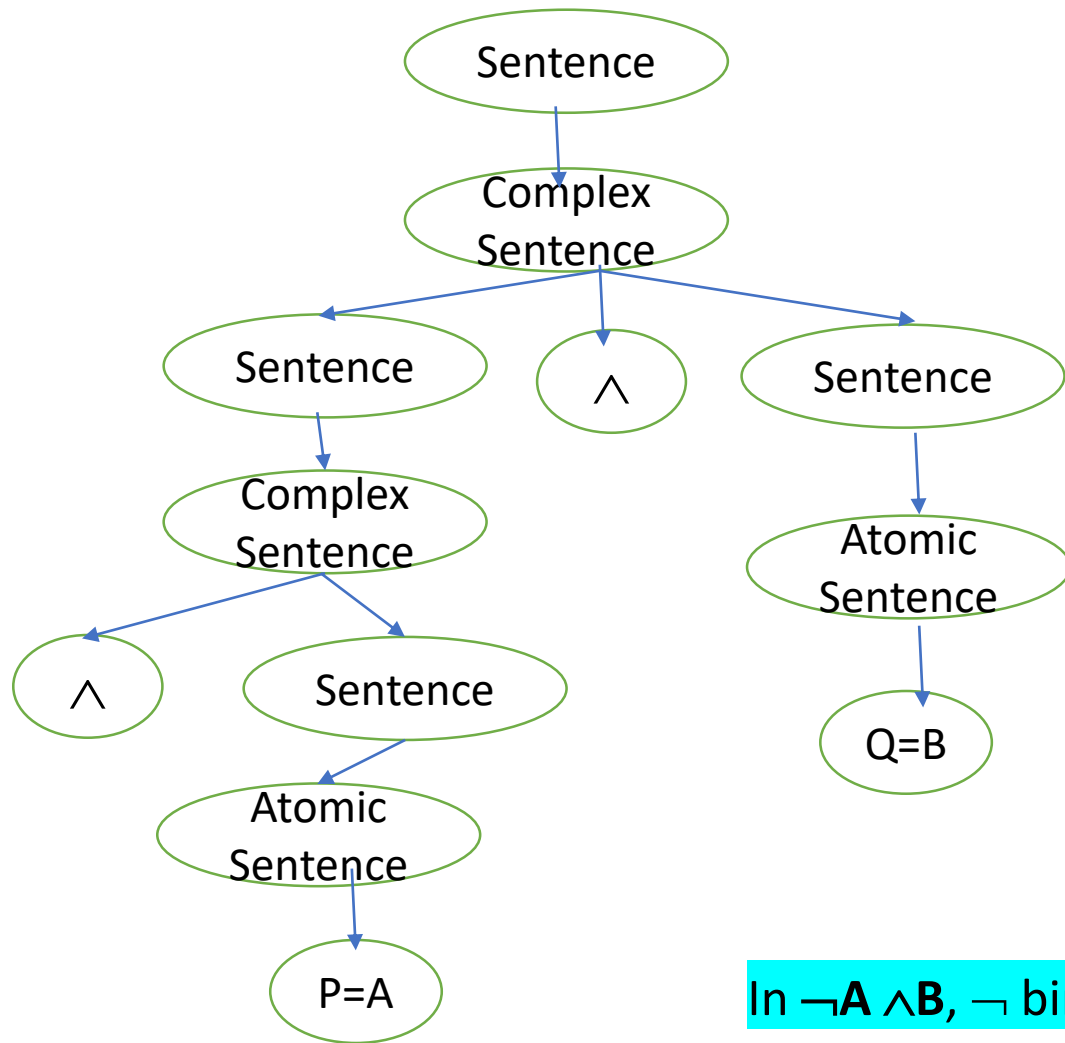 Sentence
Complex
Sentence
Sentence
∧
Sentence
Complex
Sentence
Atomic
Sentence
∧
Sentence
Q=B
Atomic
Sentence
P=A
In ¬A ∧B, ¬ bi